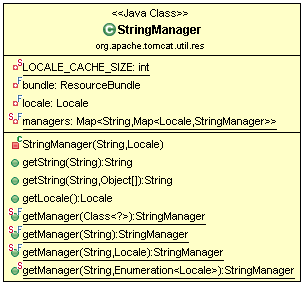 <<Java Class>>
StringManager
org.apache.tomcat.util.res
LOCALE_CACHE_SIZE: int
bundle: ResourceBundle
locale: Locale
managers: Map<String,Map<Locale,StringManager>>
StringManager(String,Locale)
getString(String):String
getString(String,Object[]):String
getLocale():Locale
getManager(Class<?>):StringManager
getManager(String):StringManager
getManager(String,Locale):StringManager
getManager(String,Enumeration<Locale>):StringManager